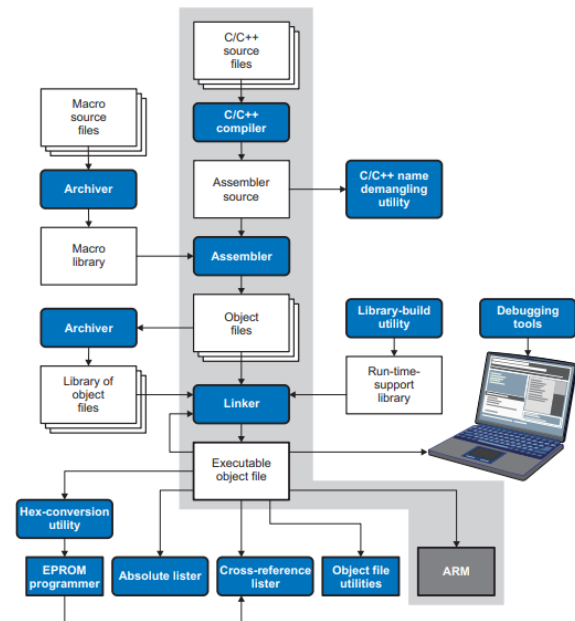 C/C++
source
files
Macro
source
files
C/C++
compiler
Archiver
Assembler
source
C/C++ name
demangling
utility
Macro
library
Assembler
Archiver
Object
files
Library-build
utility
Debugging
tools
Library of
object
files
Linker
Run-time-
support
library
Executable
object file
Hex-conversion
utility
EPROM
programmer
Absolute lister
Cross-reference
lister
Object file
utilities
ARM